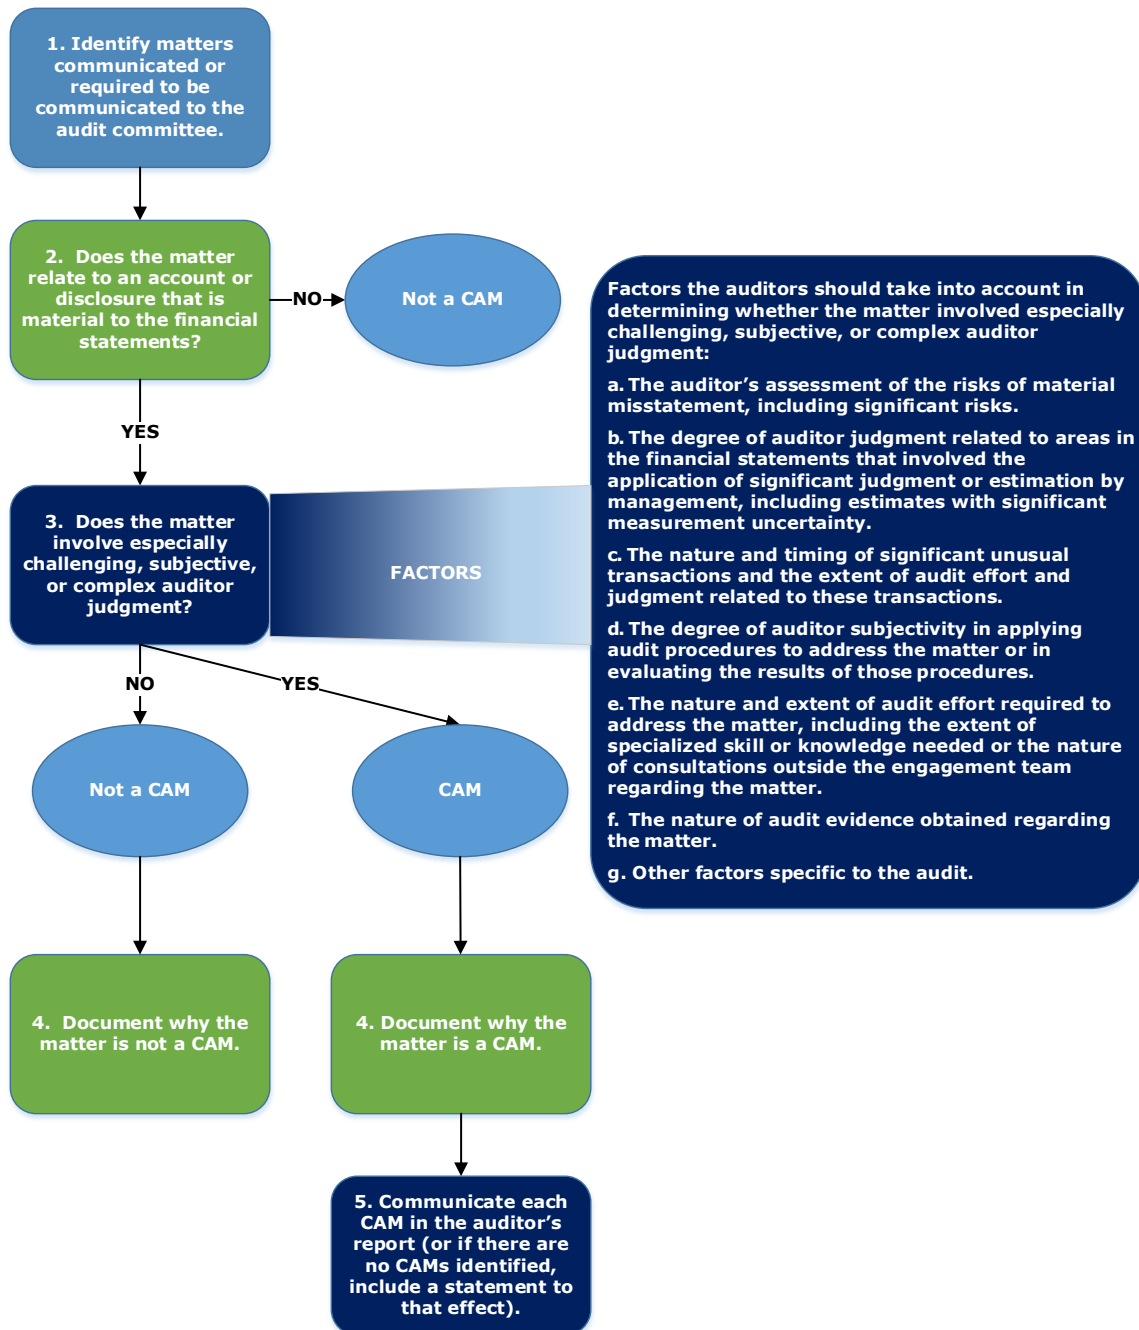 1. Identify matters
communicated or
required to be
communicated to the
audit committee.
2.  Does the matter
relate to an account or
disclosure that is
material to the financial
statements?
NO
Not a CAM
YES
3.  Does the matter
involve especially
challenging, subjective,
or complex auditor
judgment?
FACTORS
Factors the auditors should take into account in
determining whether the matter involved especially
challenging, subjective, or complex auditor
judgment:
a. The auditor’s assessment of the risks of material
misstatement, including significant risks.
b. The degree of auditor judgment related to areas in
the financial statements that involved the
application of significant judgment or estimation by
management, including estimates with significant
measurement uncertainty.
c. The nature and timing of significant unusual
transactions and the extent of audit effort and
judgment related to these transactions.
d. The degree of auditor subjectivity in applying
audit procedures to address the matter or in
evaluating the results of those procedures.
e. The nature and extent of audit effort required to
address the matter, including the extent of
specialized skill or knowledge needed or the nature
of consultations outside the engagement team
regarding the matter.
f.  The nature of audit evidence obtained regarding
the matter.
g. Other factors specific to the audit.
NO
YES
Not a CAM
CAM
4.  Document why the
matter is not a CAM.
4. Document why the
matter is a CAM.
5. Communicate each
CAM in the auditor’s
report (or if there are
no CAMs identified,
include a statement to
that effect).